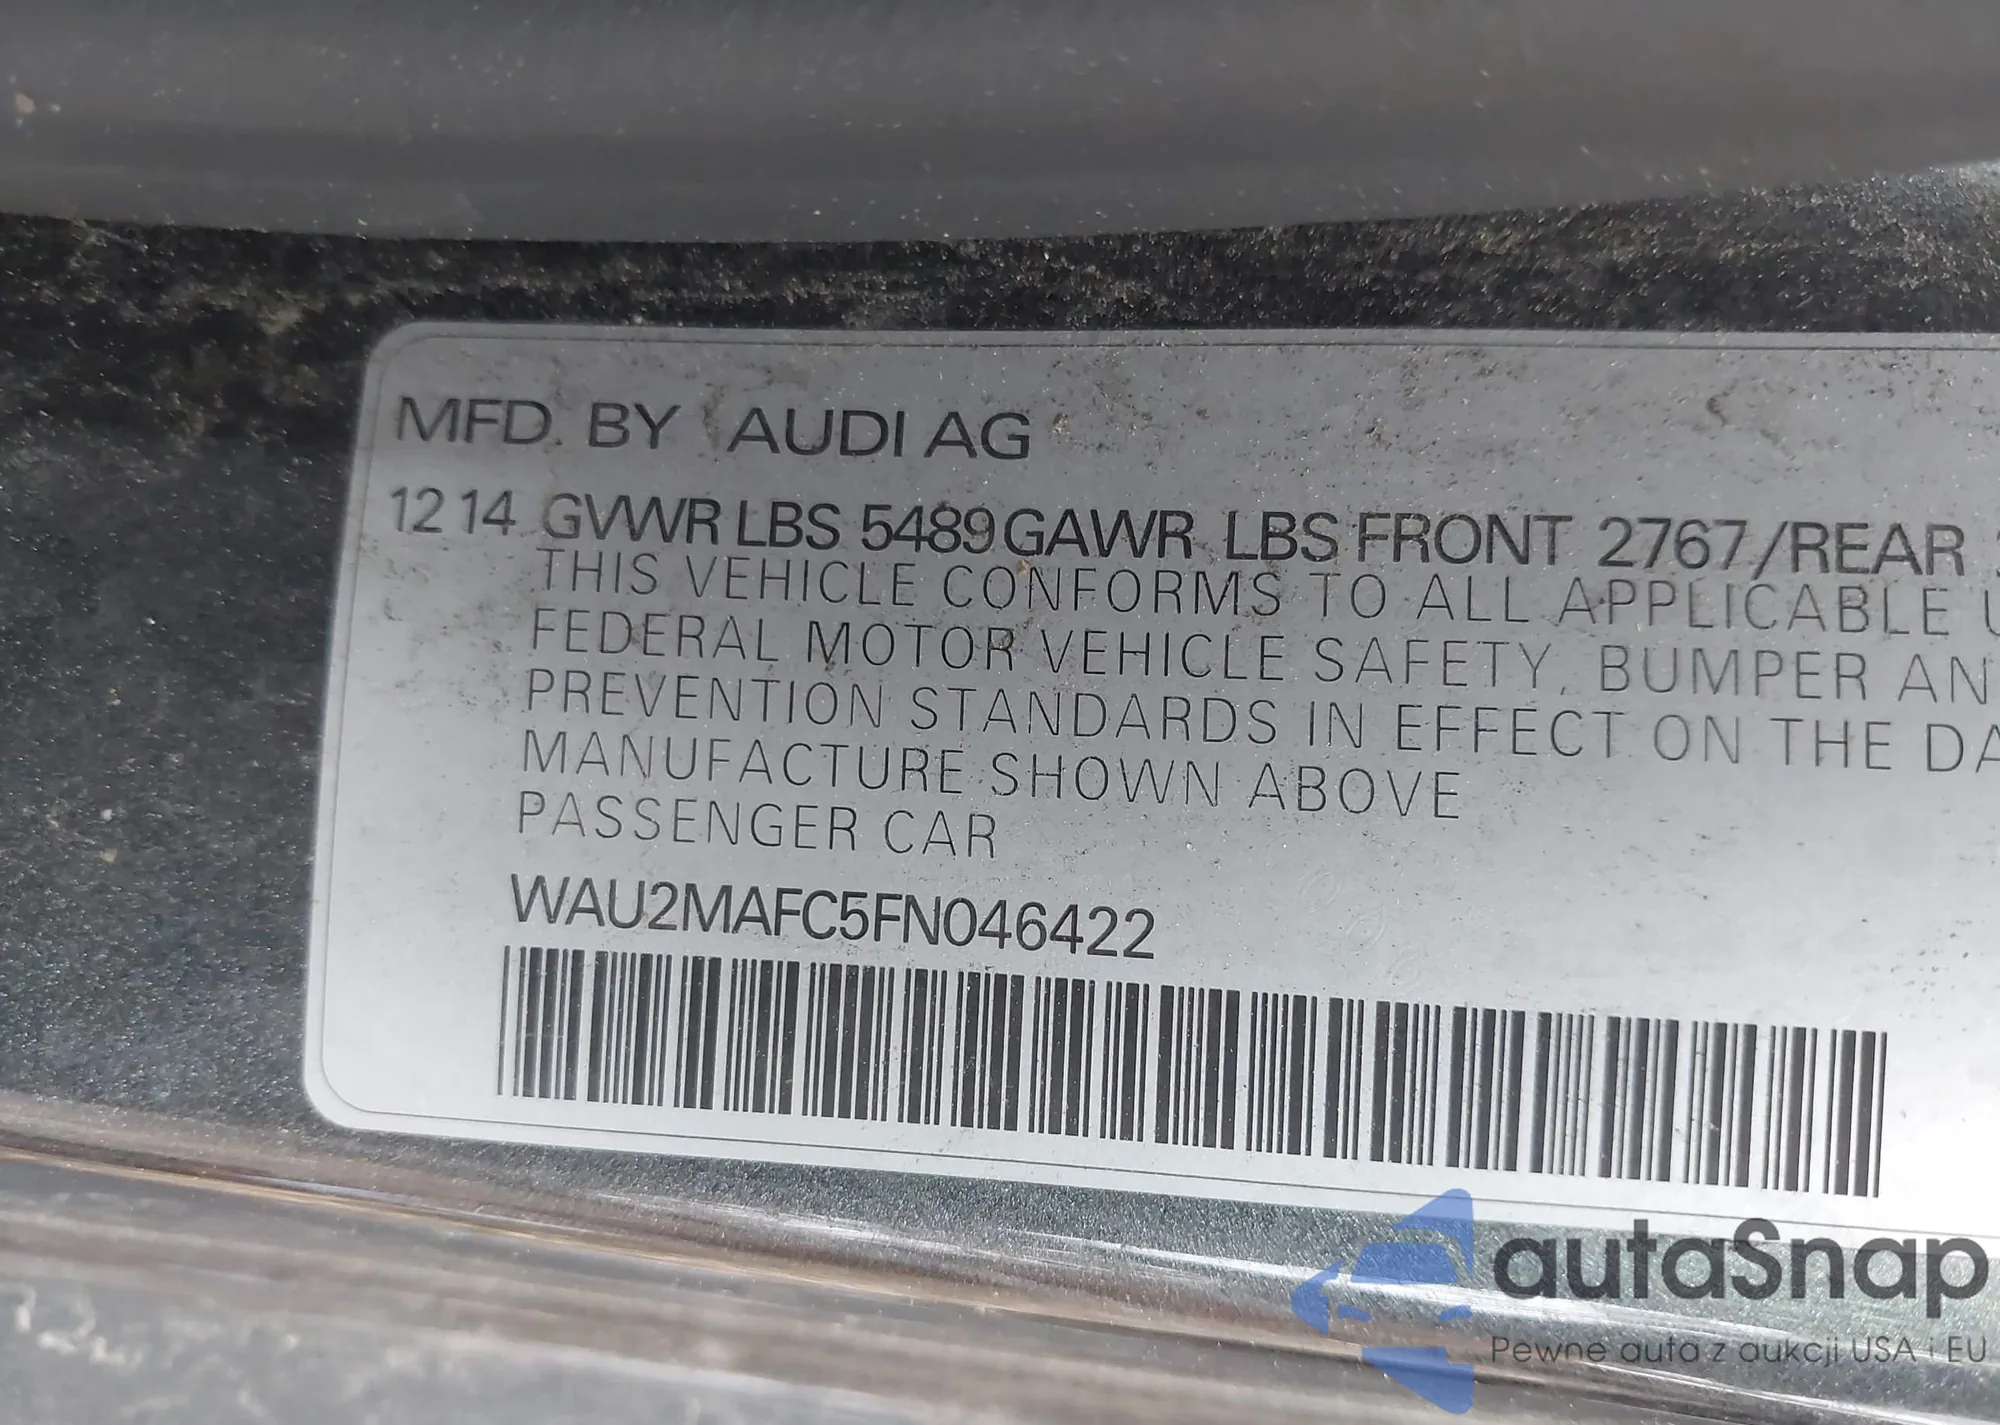 MFD. BY AUDI AG
12 14 GVWR LBS 5489 GAWR LBS FRONT 2767/REAR
THIS VEHICLE CONFORMS TO ALL APPLICABLE U
FEDERAL MOTOR VEHICLE SAFETY, BUMPER AN
PREVENTION STANDARDS IN EFFECT ON THE DA
MANUFACTURE SHOWN ABOVE
PASSENGER CAR
WAU2MAFC5FN046422
autaSnap
Pewne auta z aukcji USA i EU